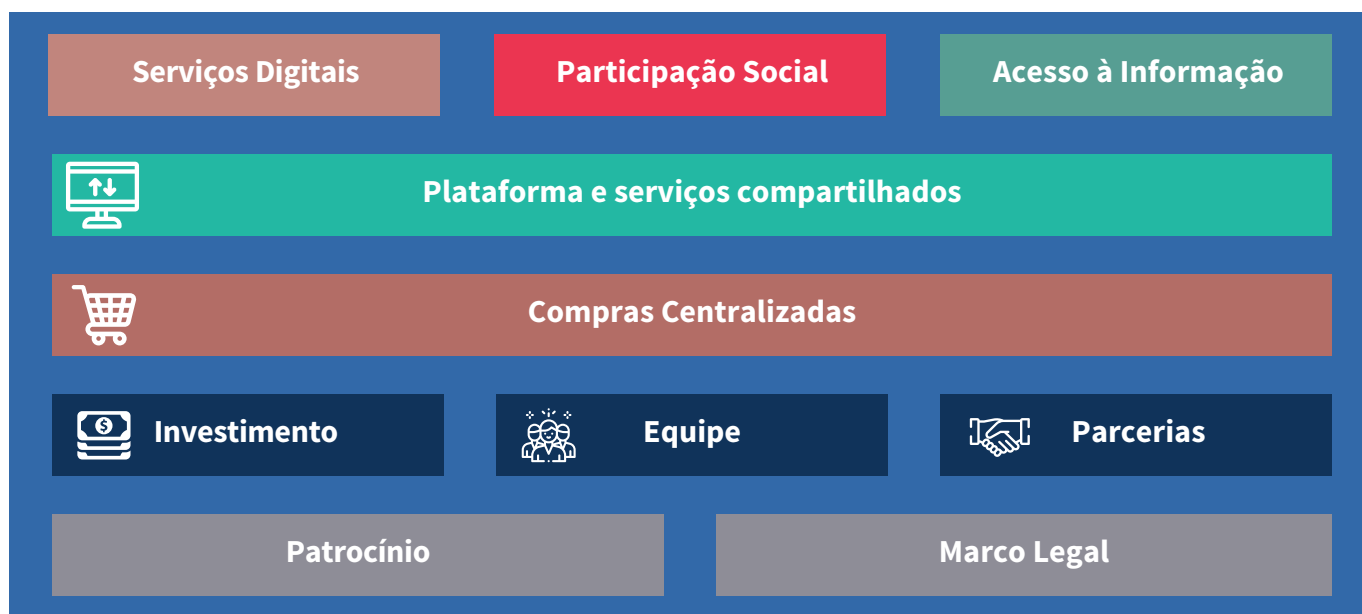 Serviços Digitais
Participação Social
Acesso à Informação
Plataforma e serviços compartilhados
Compras Centralizadas
Investimento
Equipe
Parcerias
Patrocínio
Marco Legal